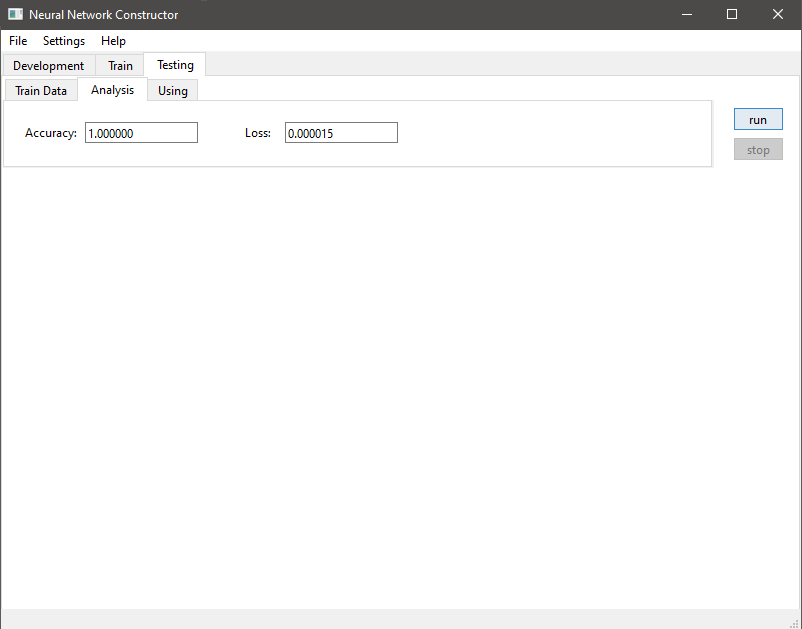 Neural Network Constructor
File Settings Help
Development Train Testing
Train Data Analysis Using
Accuracy: 1.000000 Loss: 0.000015
run
stop